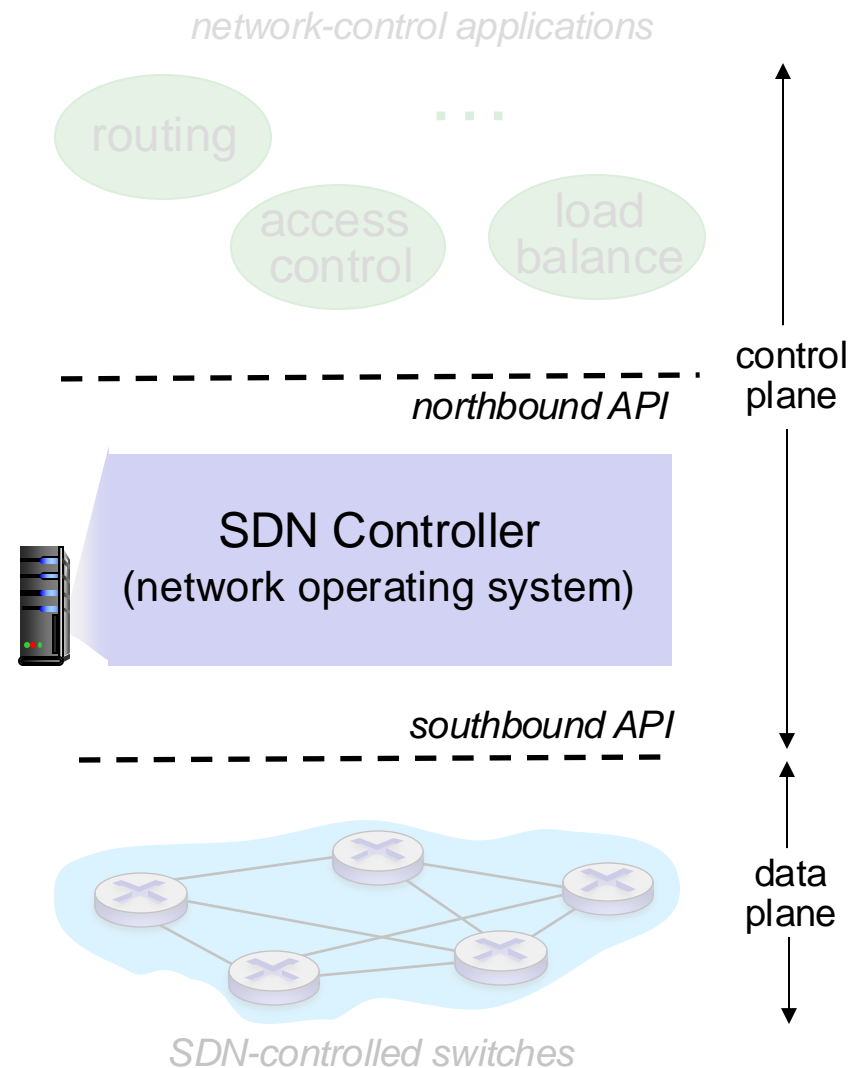 network-control applications
routing
...
access
control
load
balance
control
plane
northbound API
SDN Controller
(network operating system)
southbound API
data
plane
SDN-controlled switches